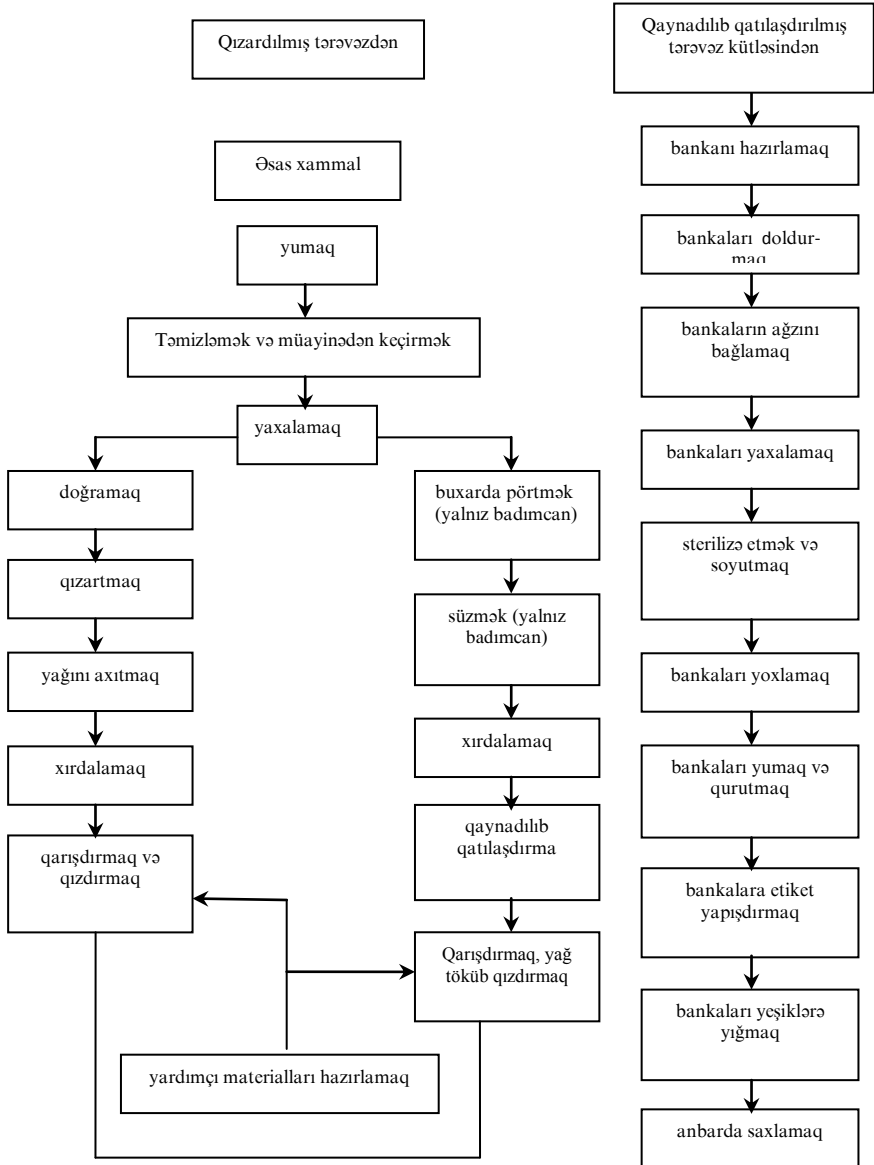 Qızardılmış tərəvəzdən
Əsas xammal
yumaq
Təmizləmək və müayinədən keçirmək
yaxalamaq
doğramaq
qızartmaq
yağını axıtmaq
xırdalamaq
qarışdırmaq və
qızdırmaq
buxarda pörtmək
(yalnız badımcan)
süzmək (yalnız
badımcan)
xırdalamaq
qaynadılıb
qatılaşdırma
Qarışdırmaq, yağ
töküb qızdırmaq
yardımçı materialları hazırlamaq
Qaynadılıb qatılaşdırılmış
tərəvəz kütləsindən
bankanı hazırlamaq
bankaları doldur-
maq
bankaların ağzını
bağlamaq
bankaları yaxalamaq
sterilizə etmək və
soyutmaq
bankaları yoxlamaq
bankaları yumaq və
qurutmaq
bankalara etiket
yapışdırmaq
bankaları yeşiklərə
yığmaq
anbarda saxlamaq